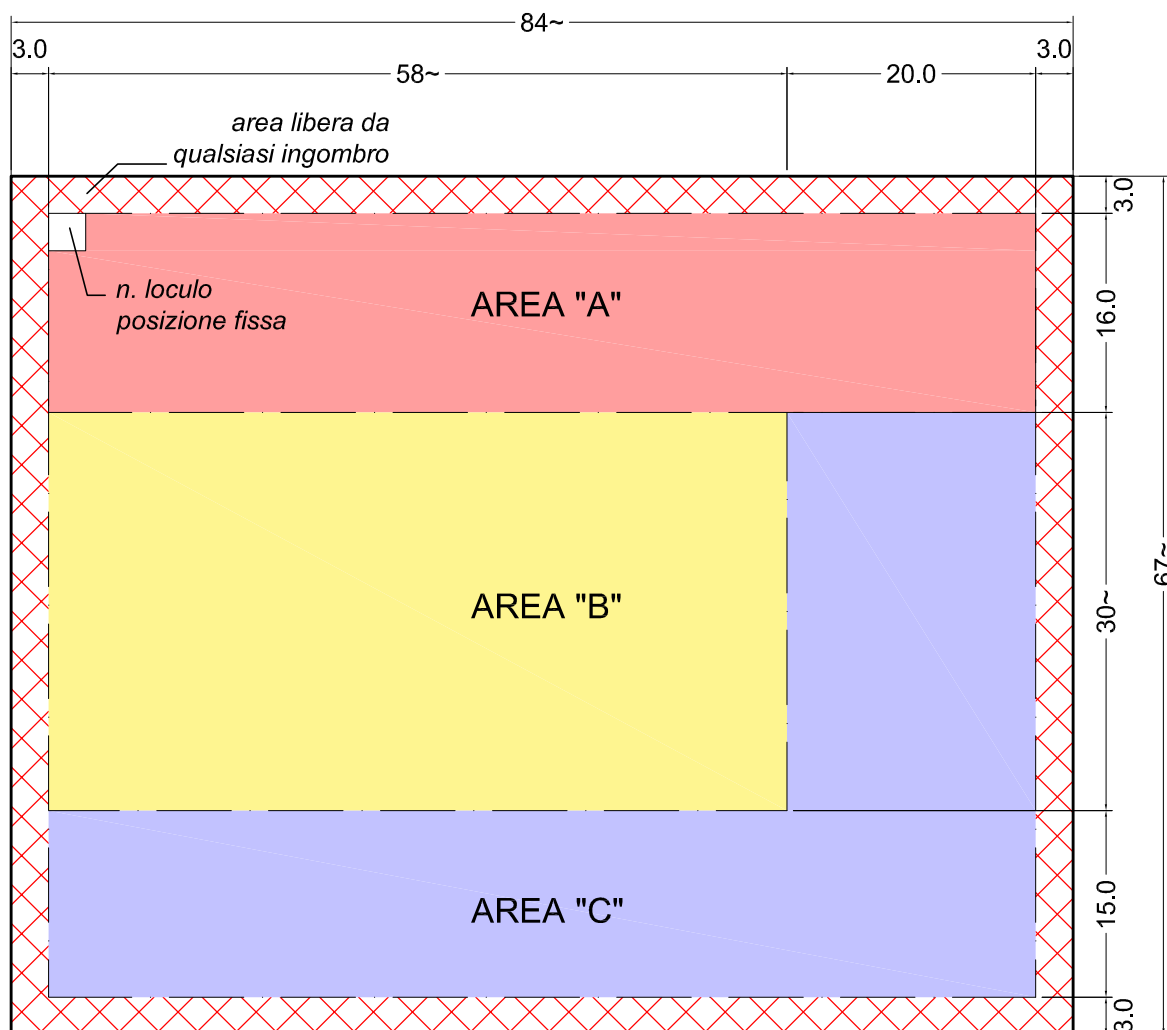 84~
3.0
3.0
58~
20.0
area libera da
qualsiasi ingombro
3.0
n. loculo
posizione fissa
AREA "A"
16.0
67~
AREA "B"
30~
AREA "C"
15.0
3.0